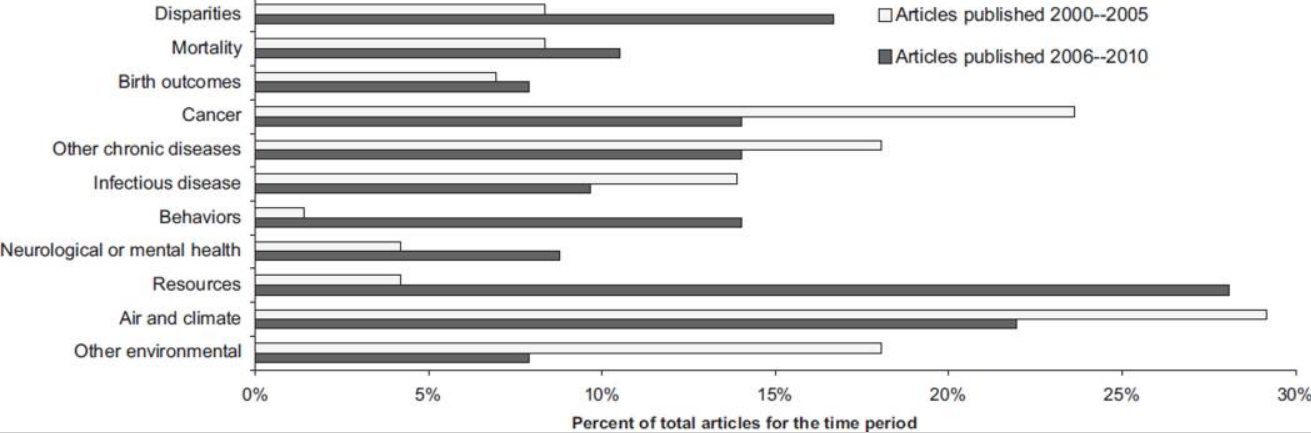 Disparities
Articles published 2000--2005
Mortality
Articles published 2006--2010
Birth outcomes
Cancer
Other chronic diseases
Infectious disease
Behaviors
Neurological or mental health
Resources
Air and climate
Other environmental
0% 5% 10% 15% 20% 25% 30%
Percent of total articles for the time period